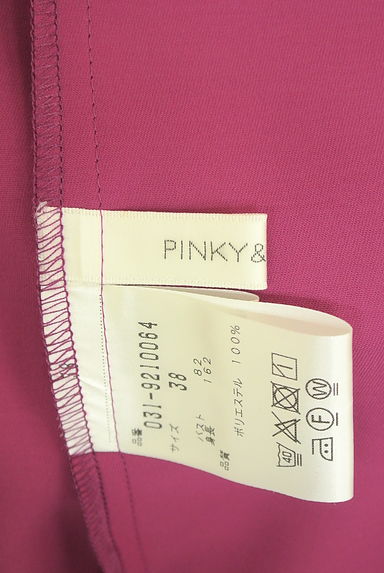 PINKY&
品番 031-9210064
サイズ 38
バスト 82
身長 162
品質
ポリエステル 100%
40
F W